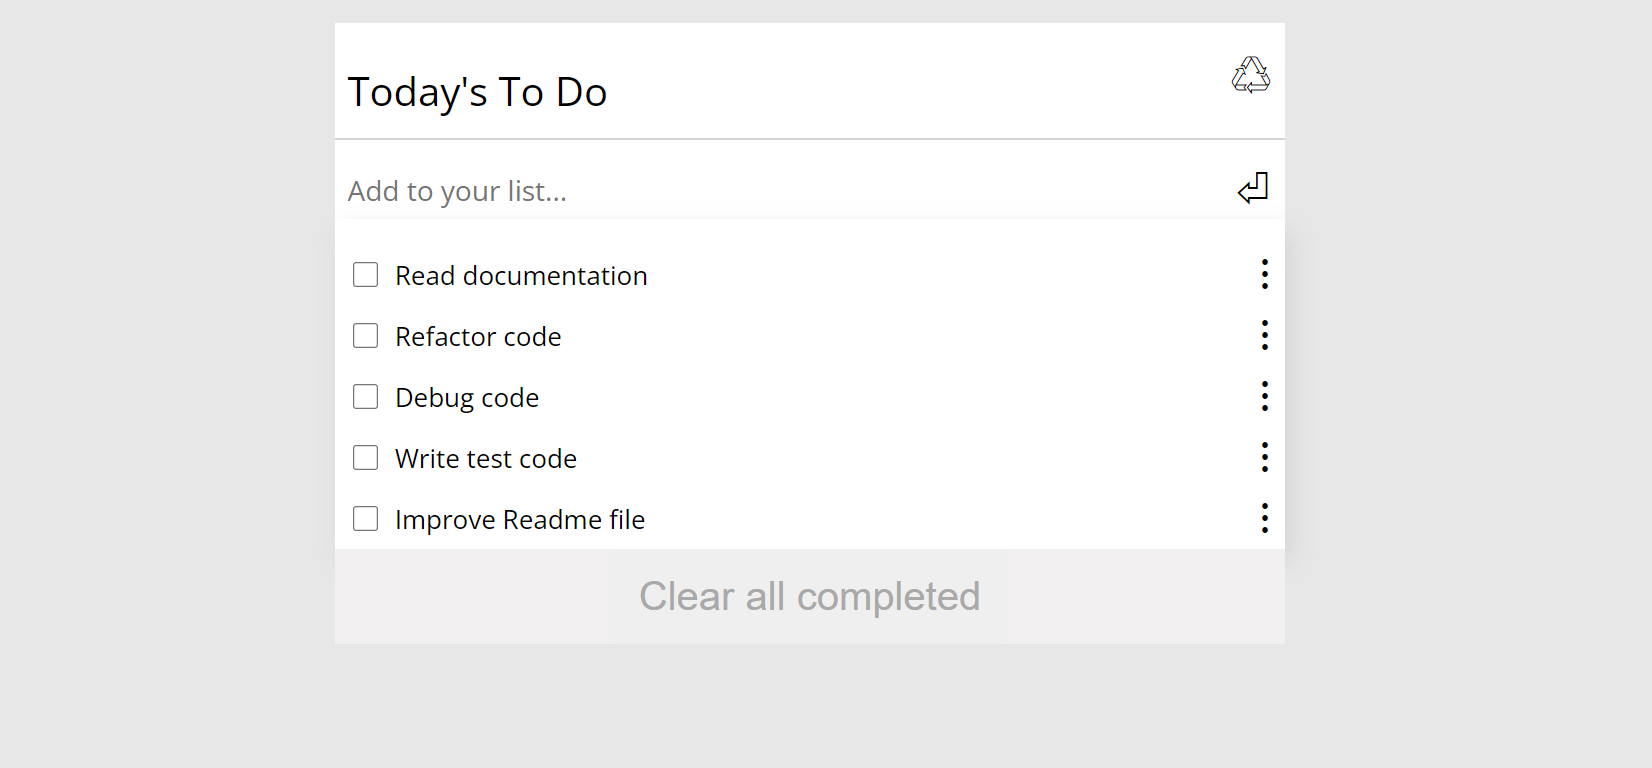 Today's To Do
Add to your list...
Read documentation
Refactor code
Debug code
Write test code
Improve Readme file
Clear all completed